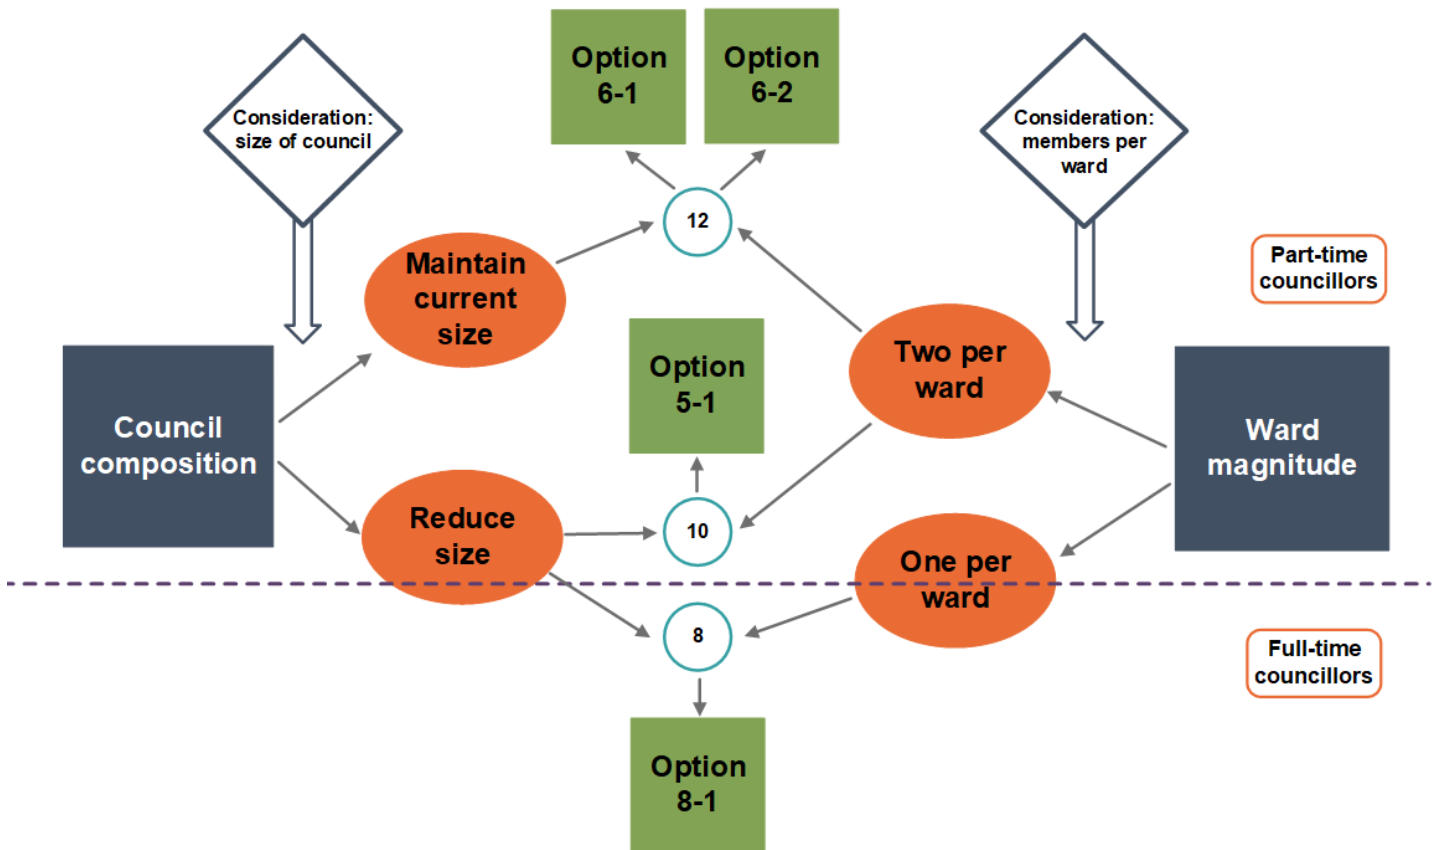 Option
6-1
Option
6-2
Consideration:
size of council
Consideration:
members per
ward
12
Maintain
current
size
Part-time
councillors
Option
5-1
Two per
ward
Council
composition
Ward
magnitude
Reduce
size
10
One per
ward
8
Full-time
councillors
Option
8-1